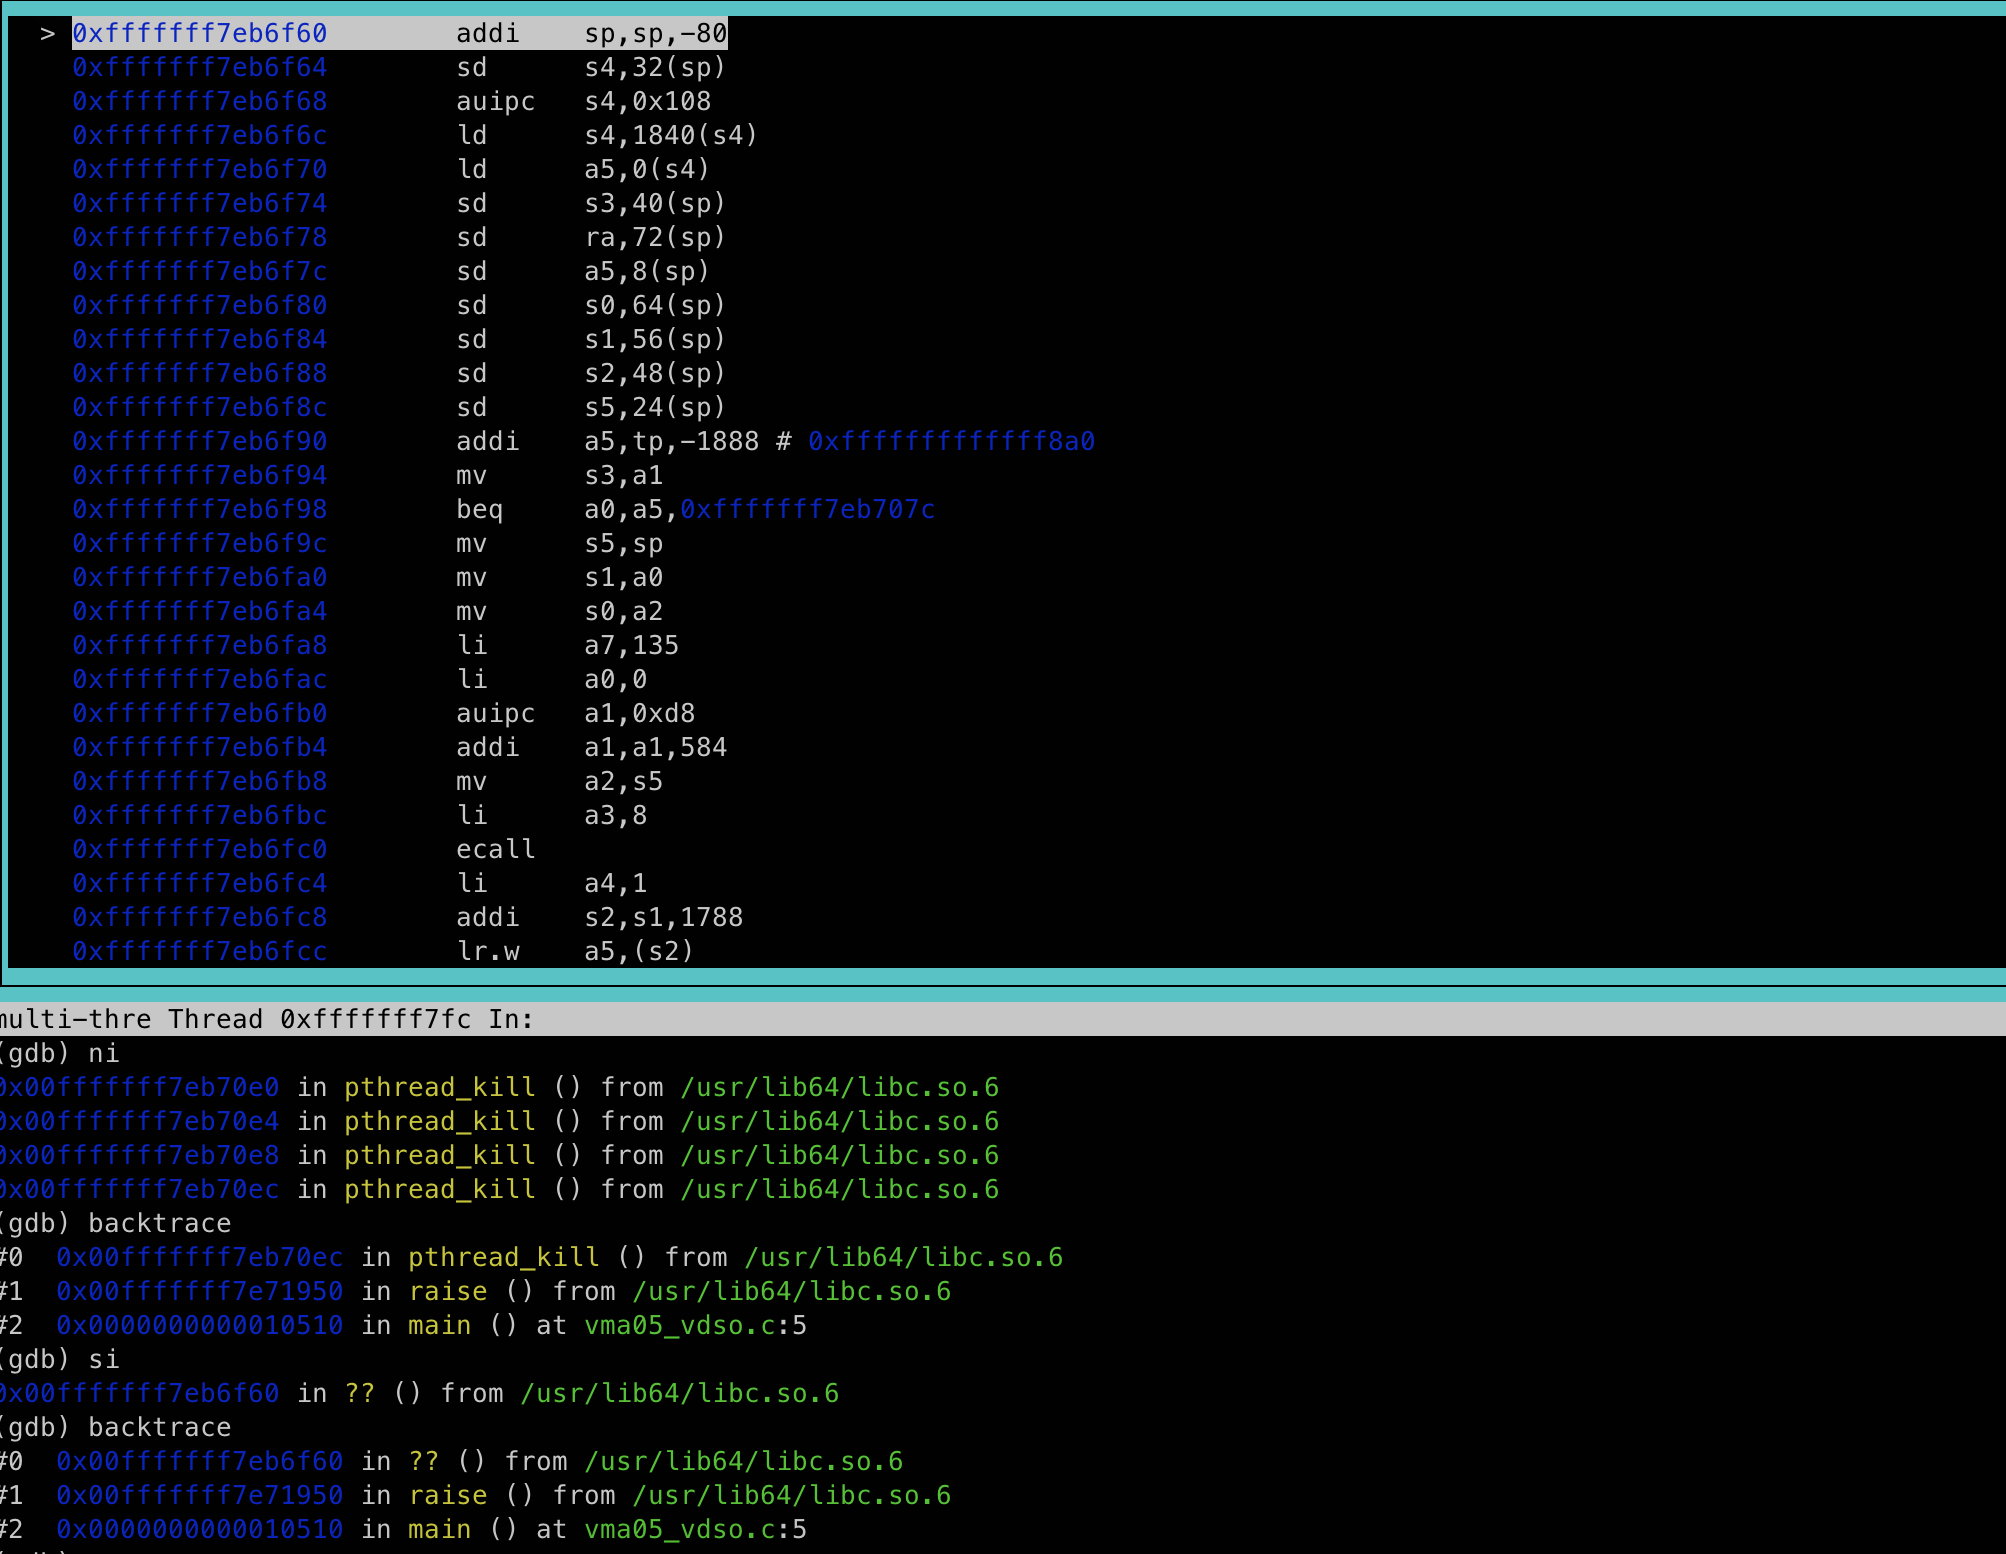 > 0xfffffff7eb6f60 addi sp,sp,-80
0xfffffff7eb6f64 sd s4,32(sp)
0xfffffff7eb6f68 auipc s4,0x108
0xfffffff7eb6f6c ld s4,1840(s4)
0xfffffff7eb6f70 ld a5,0(s4)
0xfffffff7eb6f74 sd s3,40(sp)
0xfffffff7eb6f78 sd ra,72(sp)
0xfffffff7eb6f7c sd a5,8(sp)
0xfffffff7eb6f80 sd s0,64(sp)
0xfffffff7eb6f84 sd s1,56(sp)
0xfffffff7eb6f88 sd s2,48(sp)
0xfffffff7eb6f8c sd s5,24(sp)
0xfffffff7eb6f90 addi a5,tp,-1888 # 0xfffffffffffff8a0
0xfffffff7eb6f94 mv s3,a1
0xfffffff7eb6f98 beq a0,a5,0xfffffff7eb707c
0xfffffff7eb6f9c mv s5,sp
0xfffffff7eb6fa0 mv s1,a0
0xfffffff7eb6fa4 mv s0,a2
0xfffffff7eb6fa8 li a7,135
0xfffffff7eb6fac li a0,0
0xfffffff7eb6fb0 auipc a1,0xd8
0xfffffff7eb6fb4 addi a1,a1,584
0xfffffff7eb6fb8 mv a2,s5
0xfffffff7eb6fbc li a3,8
0xfffffff7eb6fc0 ecall
0xfffffff7eb6fc4 li a4,1
0xfffffff7eb6fc8 addi s2,s1,1788
0xfffffff7eb6fcc lr.w a5,(s2)
multi-thre Thread 0xfffffff7fc In:
(gdb) ni
0x00fffffff7eb70e0 in pthread_kill () from /usr/lib64/libc.so.6
0x00fffffff7eb70e4 in pthread_kill () from /usr/lib64/libc.so.6
0x00fffffff7eb70e8 in pthread_kill () from /usr/lib64/libc.so.6
0x00fffffff7eb70ec in pthread_kill () from /usr/lib64/libc.so.6
(gdb) backtrace
#0 0x00fffffff7eb70ec in pthread_kill () from /usr/lib64/libc.so.6
#1 0x00fffffff7e71950 in raise () from /usr/lib64/libc.so.6
#2 0x0000000000010510 in main () at vma05_vdso.c:5
(gdb) si
0x00fffffff7eb6f60 in ?? () from /usr/lib64/libc.so.6
(gdb) backtrace
#0 0x00fffffff7eb6f60 in ?? () from /usr/lib64/libc.so.6
#1 0x00fffffff7e71950 in raise () from /usr/lib64/libc.so.6
#2 0x0000000000010510 in main () at vma05_vdso.c:5